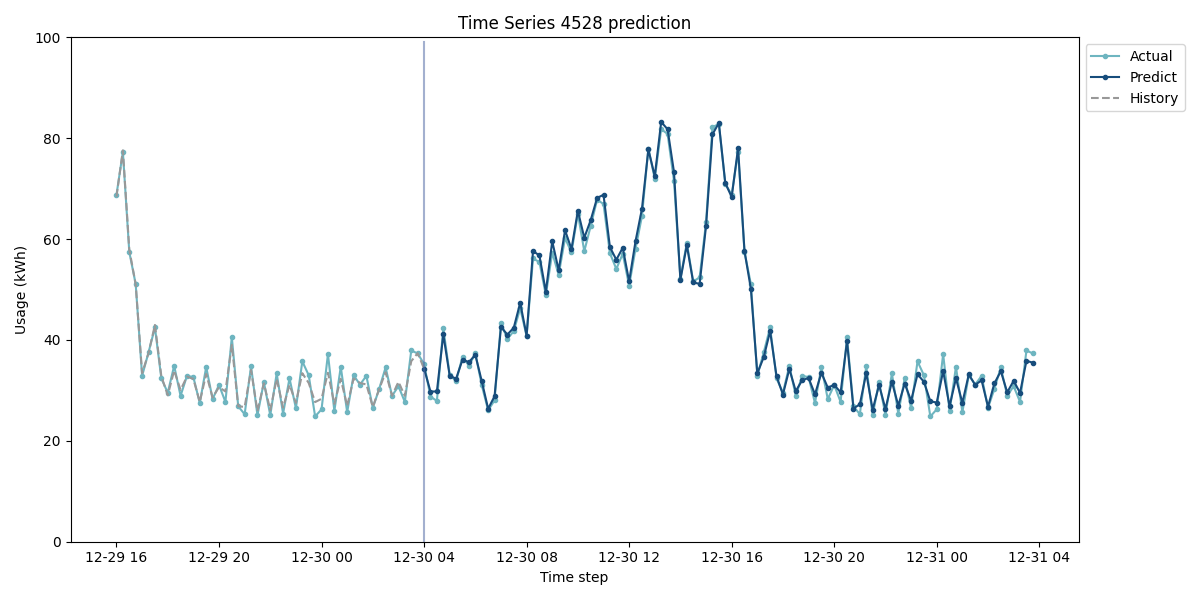 Time Series 4528 prediction
100
80
60
40
20
0
Usage (kWh)
12-29 16
12-29 20
12-30 00
12-30 04
12-30 08
12-30 12
12-30 16
12-30 20
12-31 00
12-31 04
Time step
Actual
Predict
History